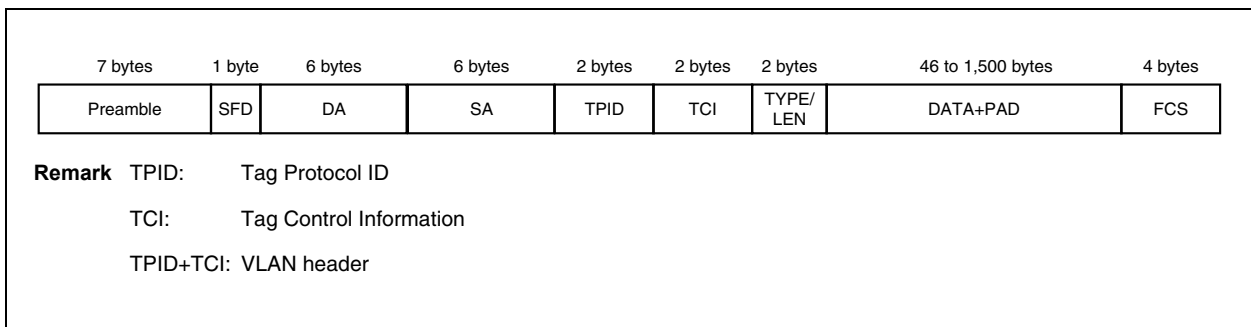 7 bytes 1 byte 6 bytes 6 bytes 2 bytes 2 bytes 2 bytes 46 to 1,500 bytes 4 bytes
Preamble SFD DA SA TPID TCI TYPE/
LEN DATA+PAD FCS
Remark TPID: Tag Protocol ID
TCI: Tag Control Information
TPID+TCI: VLAN header